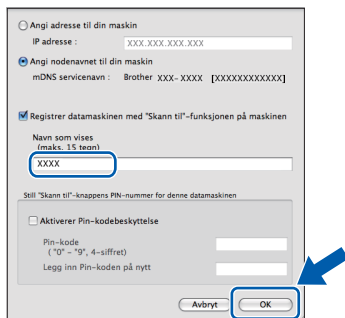 Angi adresse til din maskin
IP adresse : XXX.XXX.XXX.XXX
Angi nodenavnet til din maskin
mDNS servicenavn : Brother XXX-XXXX [XXXXXXXXXXXX]
Registrer datamaskinen med "Skann til"-funksjonen på maskinen
Navn som vises
(maks. 15 tegn)
XXXX
Still "Skann til"-knappens PIN-nummer for denne datamaskinen
Aktiverer Pin-kodebeskyttelse
Pin-kode
( "0" - "9", 4-siffret)
Legg inn Pin-koden på nytt
Avbryt OK